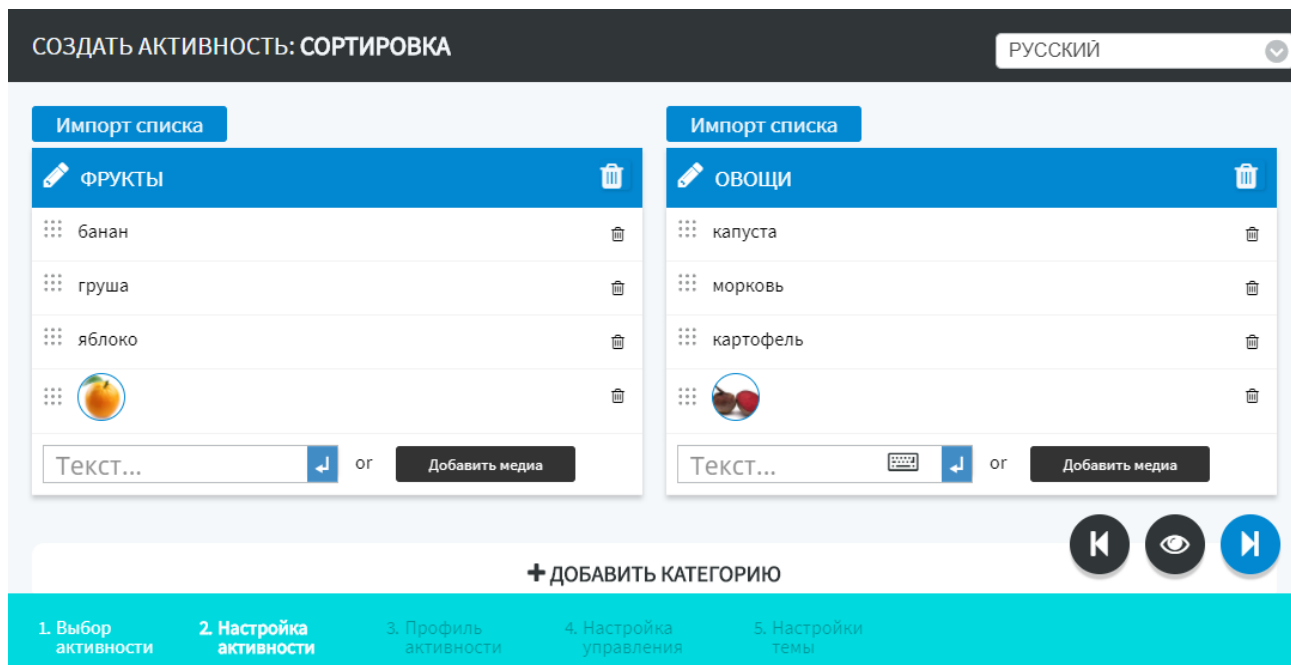 СОЗДАТЬ АКТИВНОСТЬ: СОРТИРОВКА
РУССКИЙ
Импорт списка
ФРУКТЫ
банан
груша
яблоко
Текст...
or
Добавить медиа
Импорт списка
ОВОЩИ
капуста
морковь
картофель
Текст...
or
Добавить медиа
ДОБАВИТЬ КАТЕГОРИЮ
1. Выбор
активности
2. Настройка
активности
3. Профиль
активности
4. Настройка
управления
5. Настройки
темы